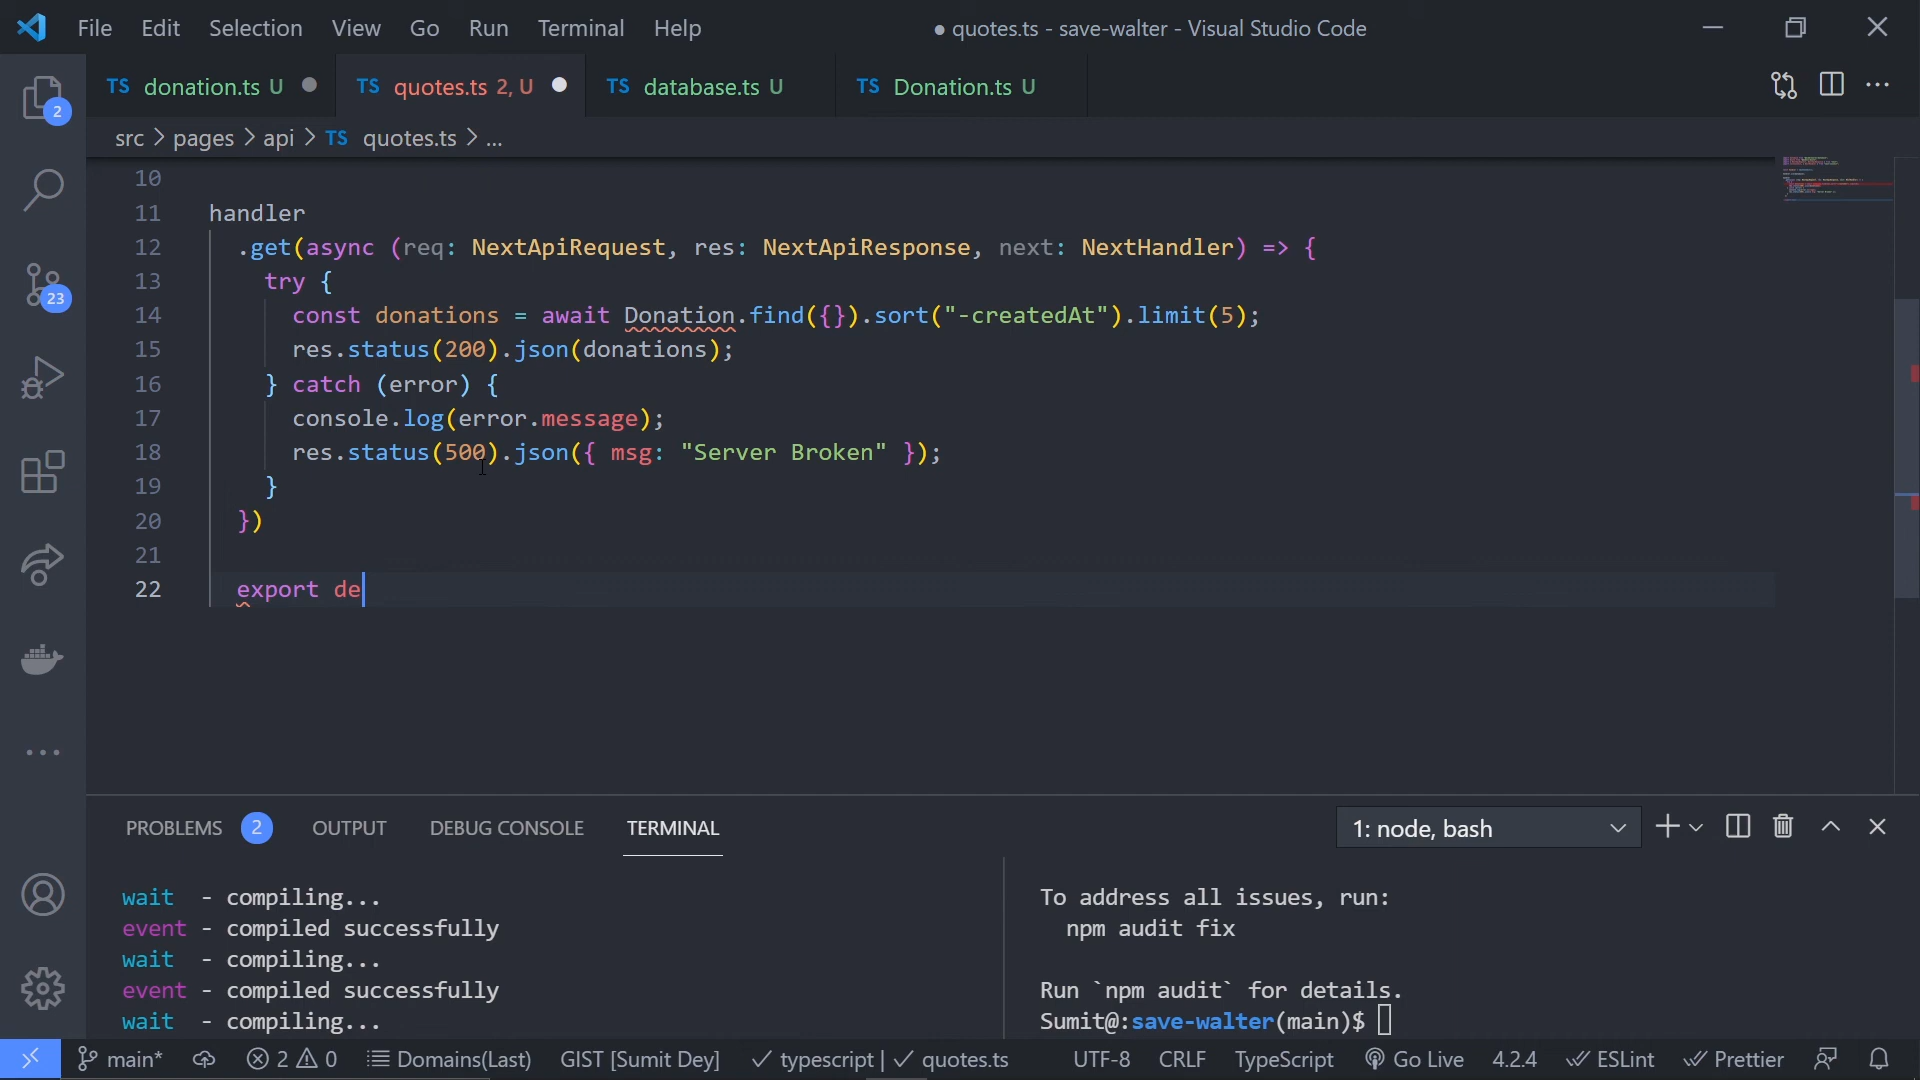 File Edit Selection View Go Run Terminal Help ● quotes.ts - save-walter - Visual Studio Code
TS donation.ts U TS quotes.ts 2, U TS database.ts U TS Donation.ts U
2
src > pages > api > TS quotes.ts > ...
10
11 handler
12 .get(async (req: NextApiRequest, res: NextApiResponse, next: NextHandler) => {
13 try {
14 const donations = await Donation.find({}).sort("-createdAt").limit(5);
15 res.status(200).json(donations);
16 } catch (error) {
17 console.log(error.message);
18 res.status(500).json({ msg: "Server Broken" });
19 }
20 })
21
22 export de
23
PROBLEMS 2 OUTPUT DEBUG CONSOLE TERMINAL 1: node, bash
wait - compiling...
event - compiled successfully
wait - compiling...
event - compiled successfully
wait - compiling...
To address all issues, run:
npm audit fix
Run `npm audit` for details.
Sumit@:save-walter(main)$
main* 2 0 Domains(Last) GIST [Sumit Dey] ✓ typescript | ✓ quotes.ts UTF-8 CRLF TypeScript Go Live 4.2.4 ESLint Prettier